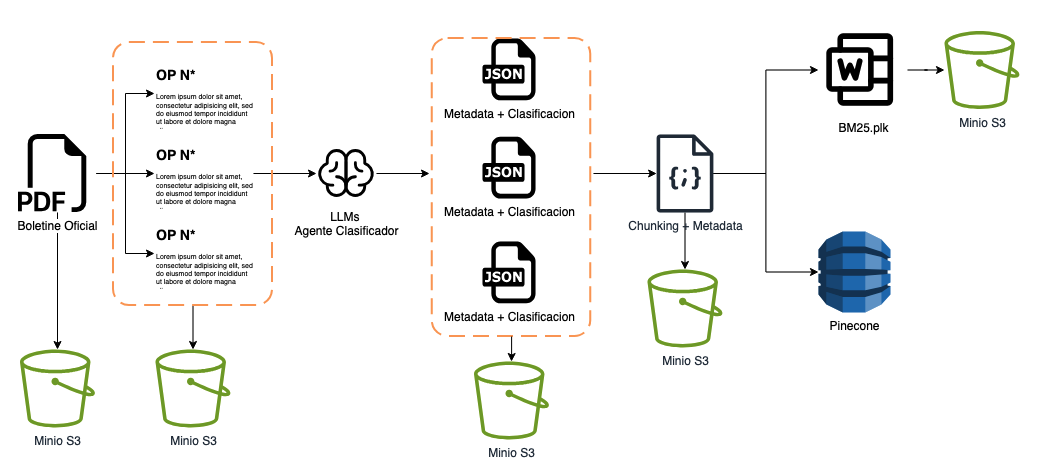 OP N*
Lorem ipsum dolor sit amet,
consectetur adipisicing elit, sed
do eiusmod tempor incididunt
ut labore et dolore magna
OP N*
Lorem ipsum dolor sit amet,
consectetur adipisicing elit, sed
do eiusmod tempor incididunt
ut labore et dolore magna
OP N*
Lorem ipsum dolor sit amet,
consectetur adipisicing elit, sed
do eiusmod tempor incididunt
ut labore et dolore magna
PDF
Boletine Oficial
Minio S3
Minio S3
LLMs
Agente Clasificador
JSON
Metadata + Clasificacion
JSON
Metadata + Clasificacion
JSON
Metadata + Clasificacion
Minio S3
{;}
Chunking + Metadata
Minio S3
W
BM25.plk
Minio S3
Pinecone